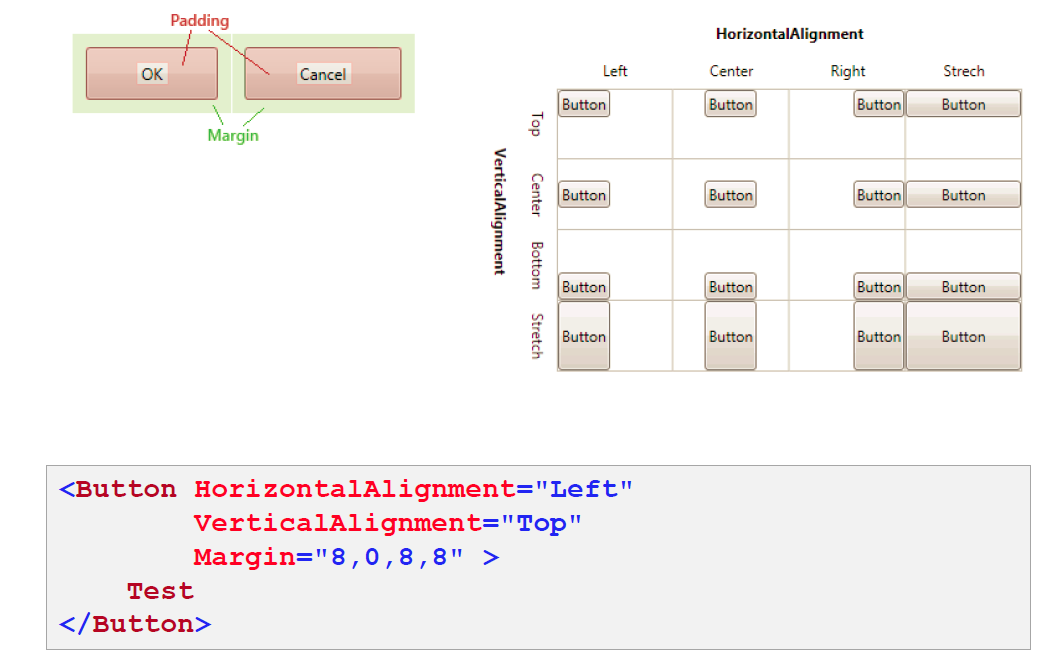 Padding
OK Cancel
Margin
HorizontalAlignment
Left Center Right Strech
VerticalAlignment
Top
Button Button Button Button
Center
Button Button Button Button
Bottom
Button Button Button Button
Stretch
Button Button Button Button
<Button HorizontalAlignment="Left"
VerticalAlignment="Top"
Margin="8,0,8,8" >
Test
</Button>